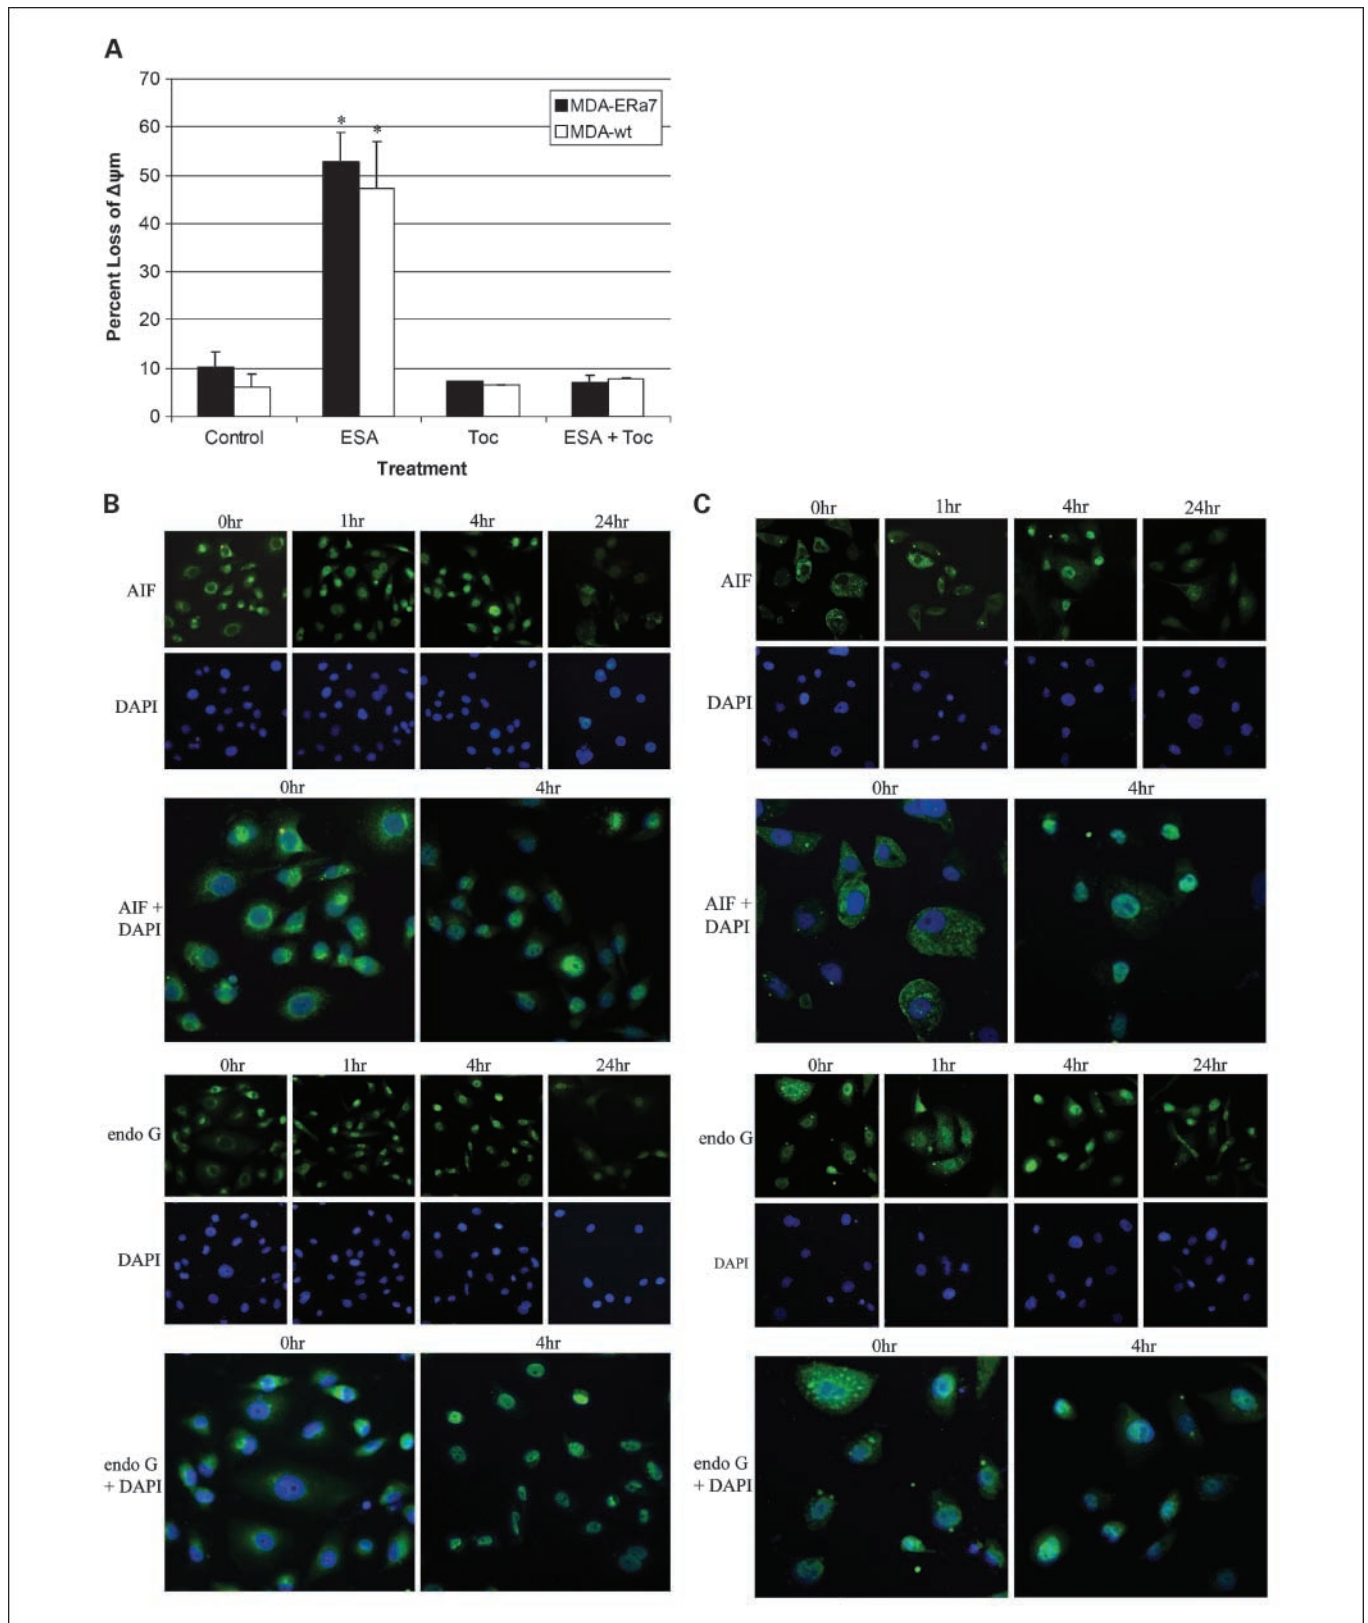 A
Percent Loss of Δψm
70
60
50
40
30
20
10
0
* *
MDA-ERa7
MDA-wt
Control ESA Toc ESA + Toc
Treatment
B
0hr 1hr 4hr 24hr
AIF
DAPI
0hr 4hr
AIF +
DAPI
0hr 1hr 4hr 24hr
endo G
DAPI
0hr 4hr
endo G
+ DAPI
C
0hr 1hr 4hr 24hr
AIF
DAPI
0hr 4hr
AIF +
DAPI
0hr 1hr 4hr 24hr
endo G
DAPI
0hr 4hr
endo G
+ DAPI